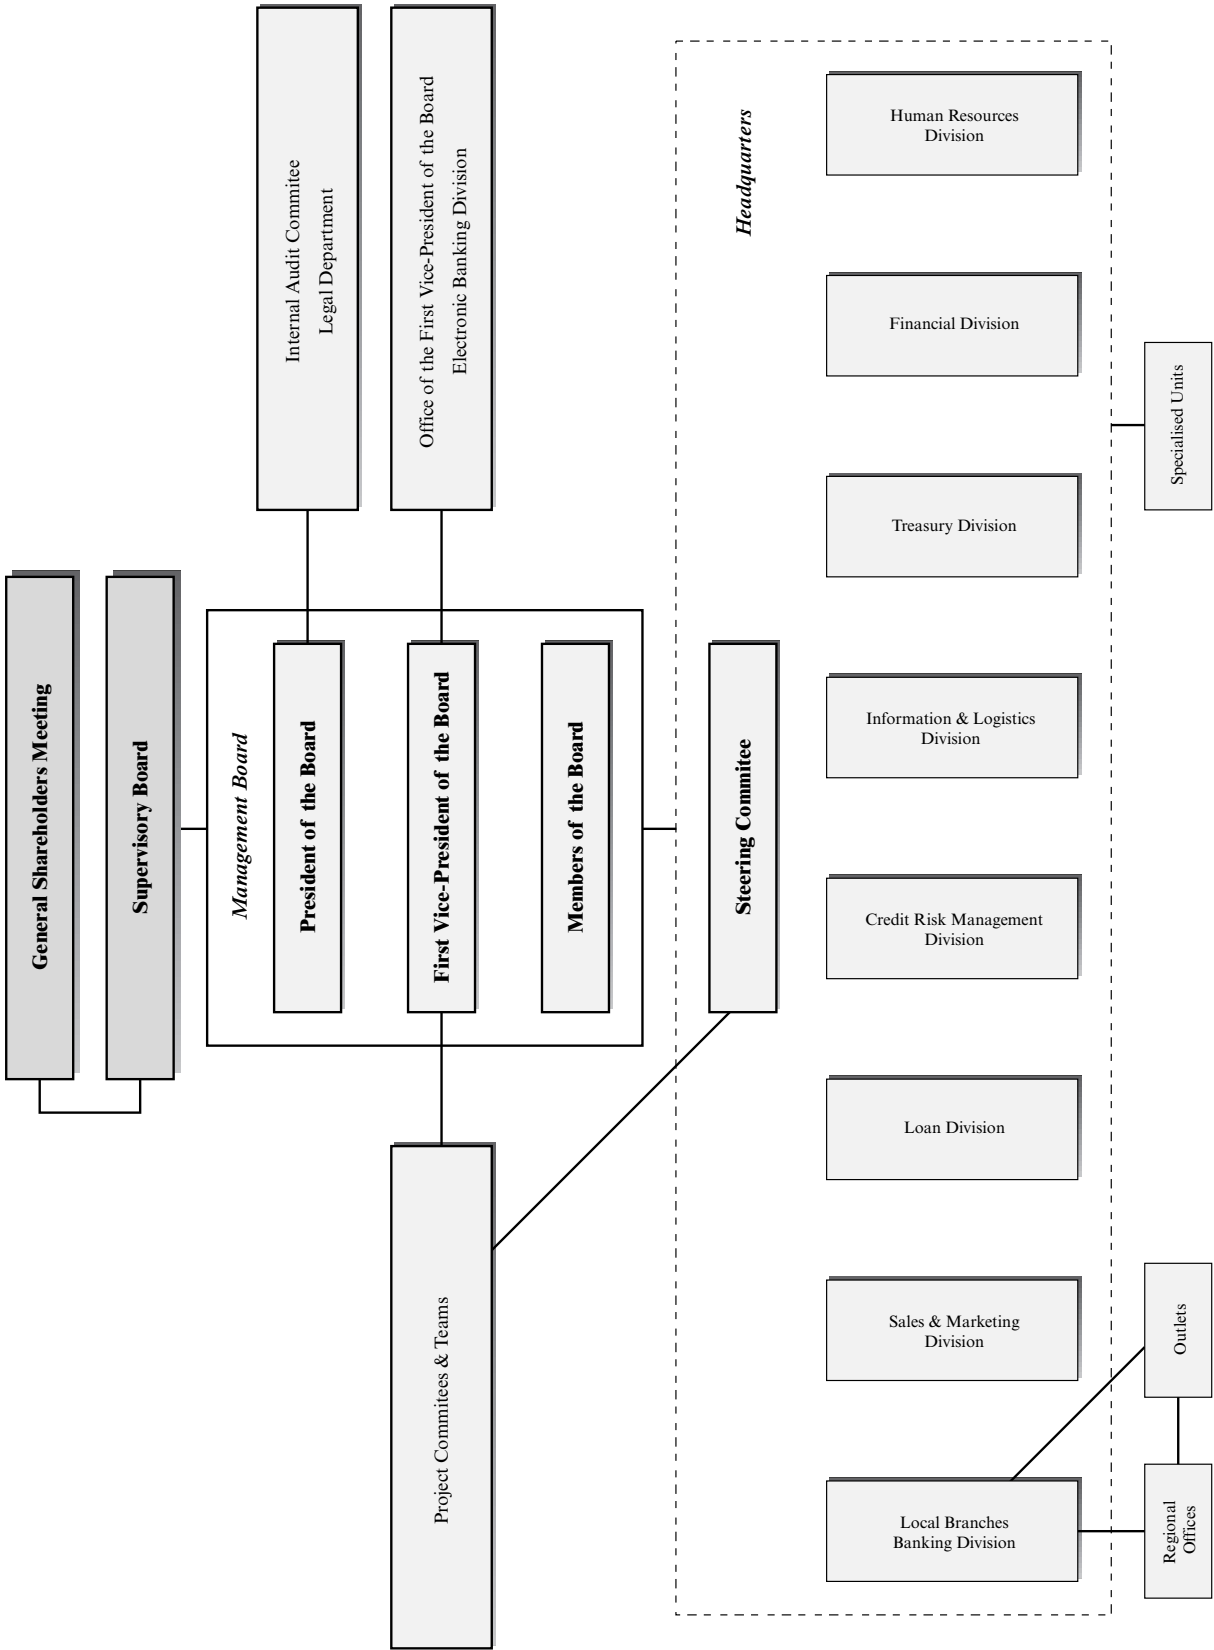 General Shareholders Meeting
Supervisory Board
Management Board
President of the Board
First Vice-President of the Board
Members of the Board
Internal Audit Commitee
Legal Department
Office of the First Vice-President of the Board
Electronic Banking Division
Project Commitees & Teams
Headquarters
Steering Commitee
Local Branches
Banking Division
Sales & Marketing
Division
Loan Division
Credit Risk Management
Division
Information & Logistics
Division
Treasury Division
Financial Division
Human Resources
Division
Regional
Offices
Outlets
Specialised Units